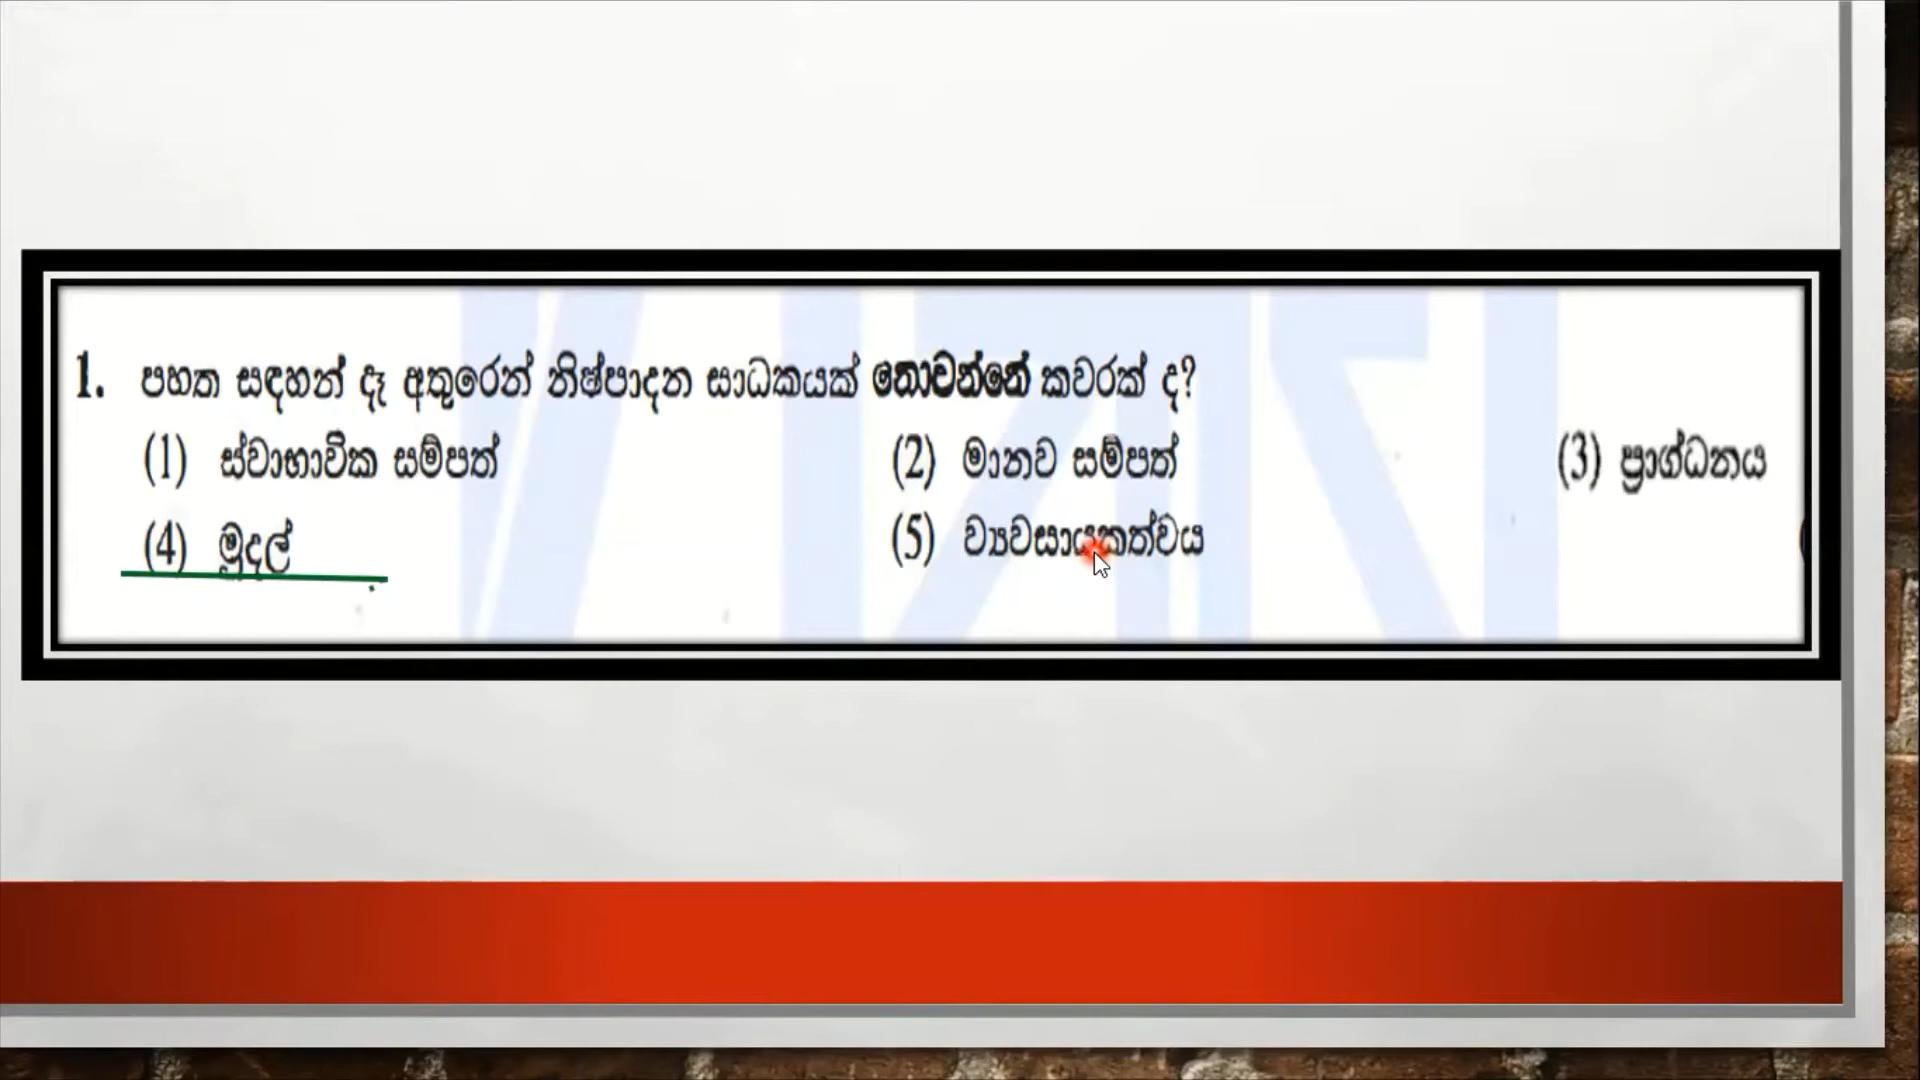 1. පහත සඳහන් දෑ අතුරෙන් නිෂ්පාදන සාධකයක් නොවන්නේ කවරක් ද?
(1) ස්වාභාවික සම්පත් (2) මානව සම්පත් (3) ප්‍රාග්ධනය
(4) මුදල් (5) ව්‍යවසායකත්වය